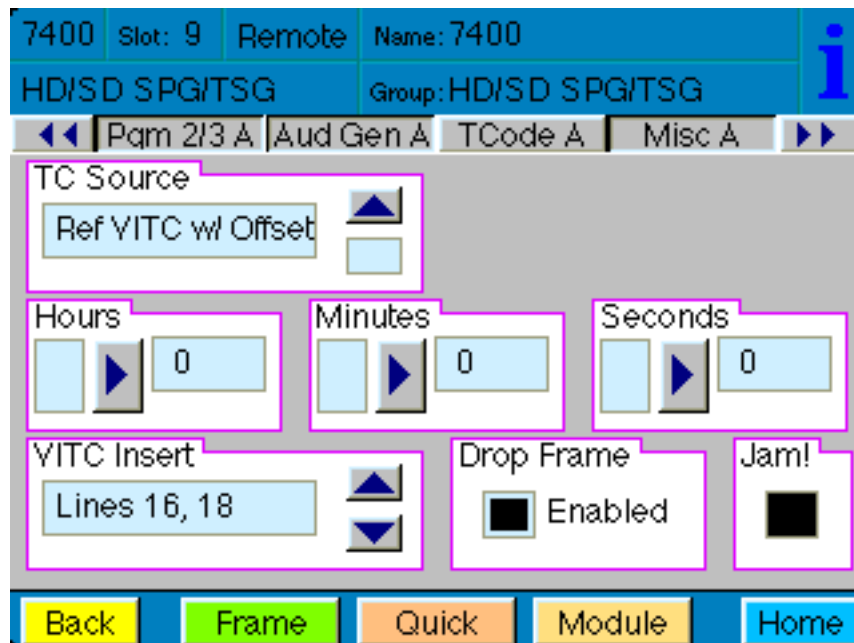 7400 Slot: 9 Remote Name: 7400
HD/SD SPG/TSG Group: HD/SD SPG/TSG
Pgm 2/3 A Aud Gen A TCode A Misc A
TC Source
Ref VITC w/ Offset
Hours Minutes Seconds
0 0 0
VITC Insert Drop Frame Jam!
Lines 16, 18 Enabled
Back Frame Quick Module Home